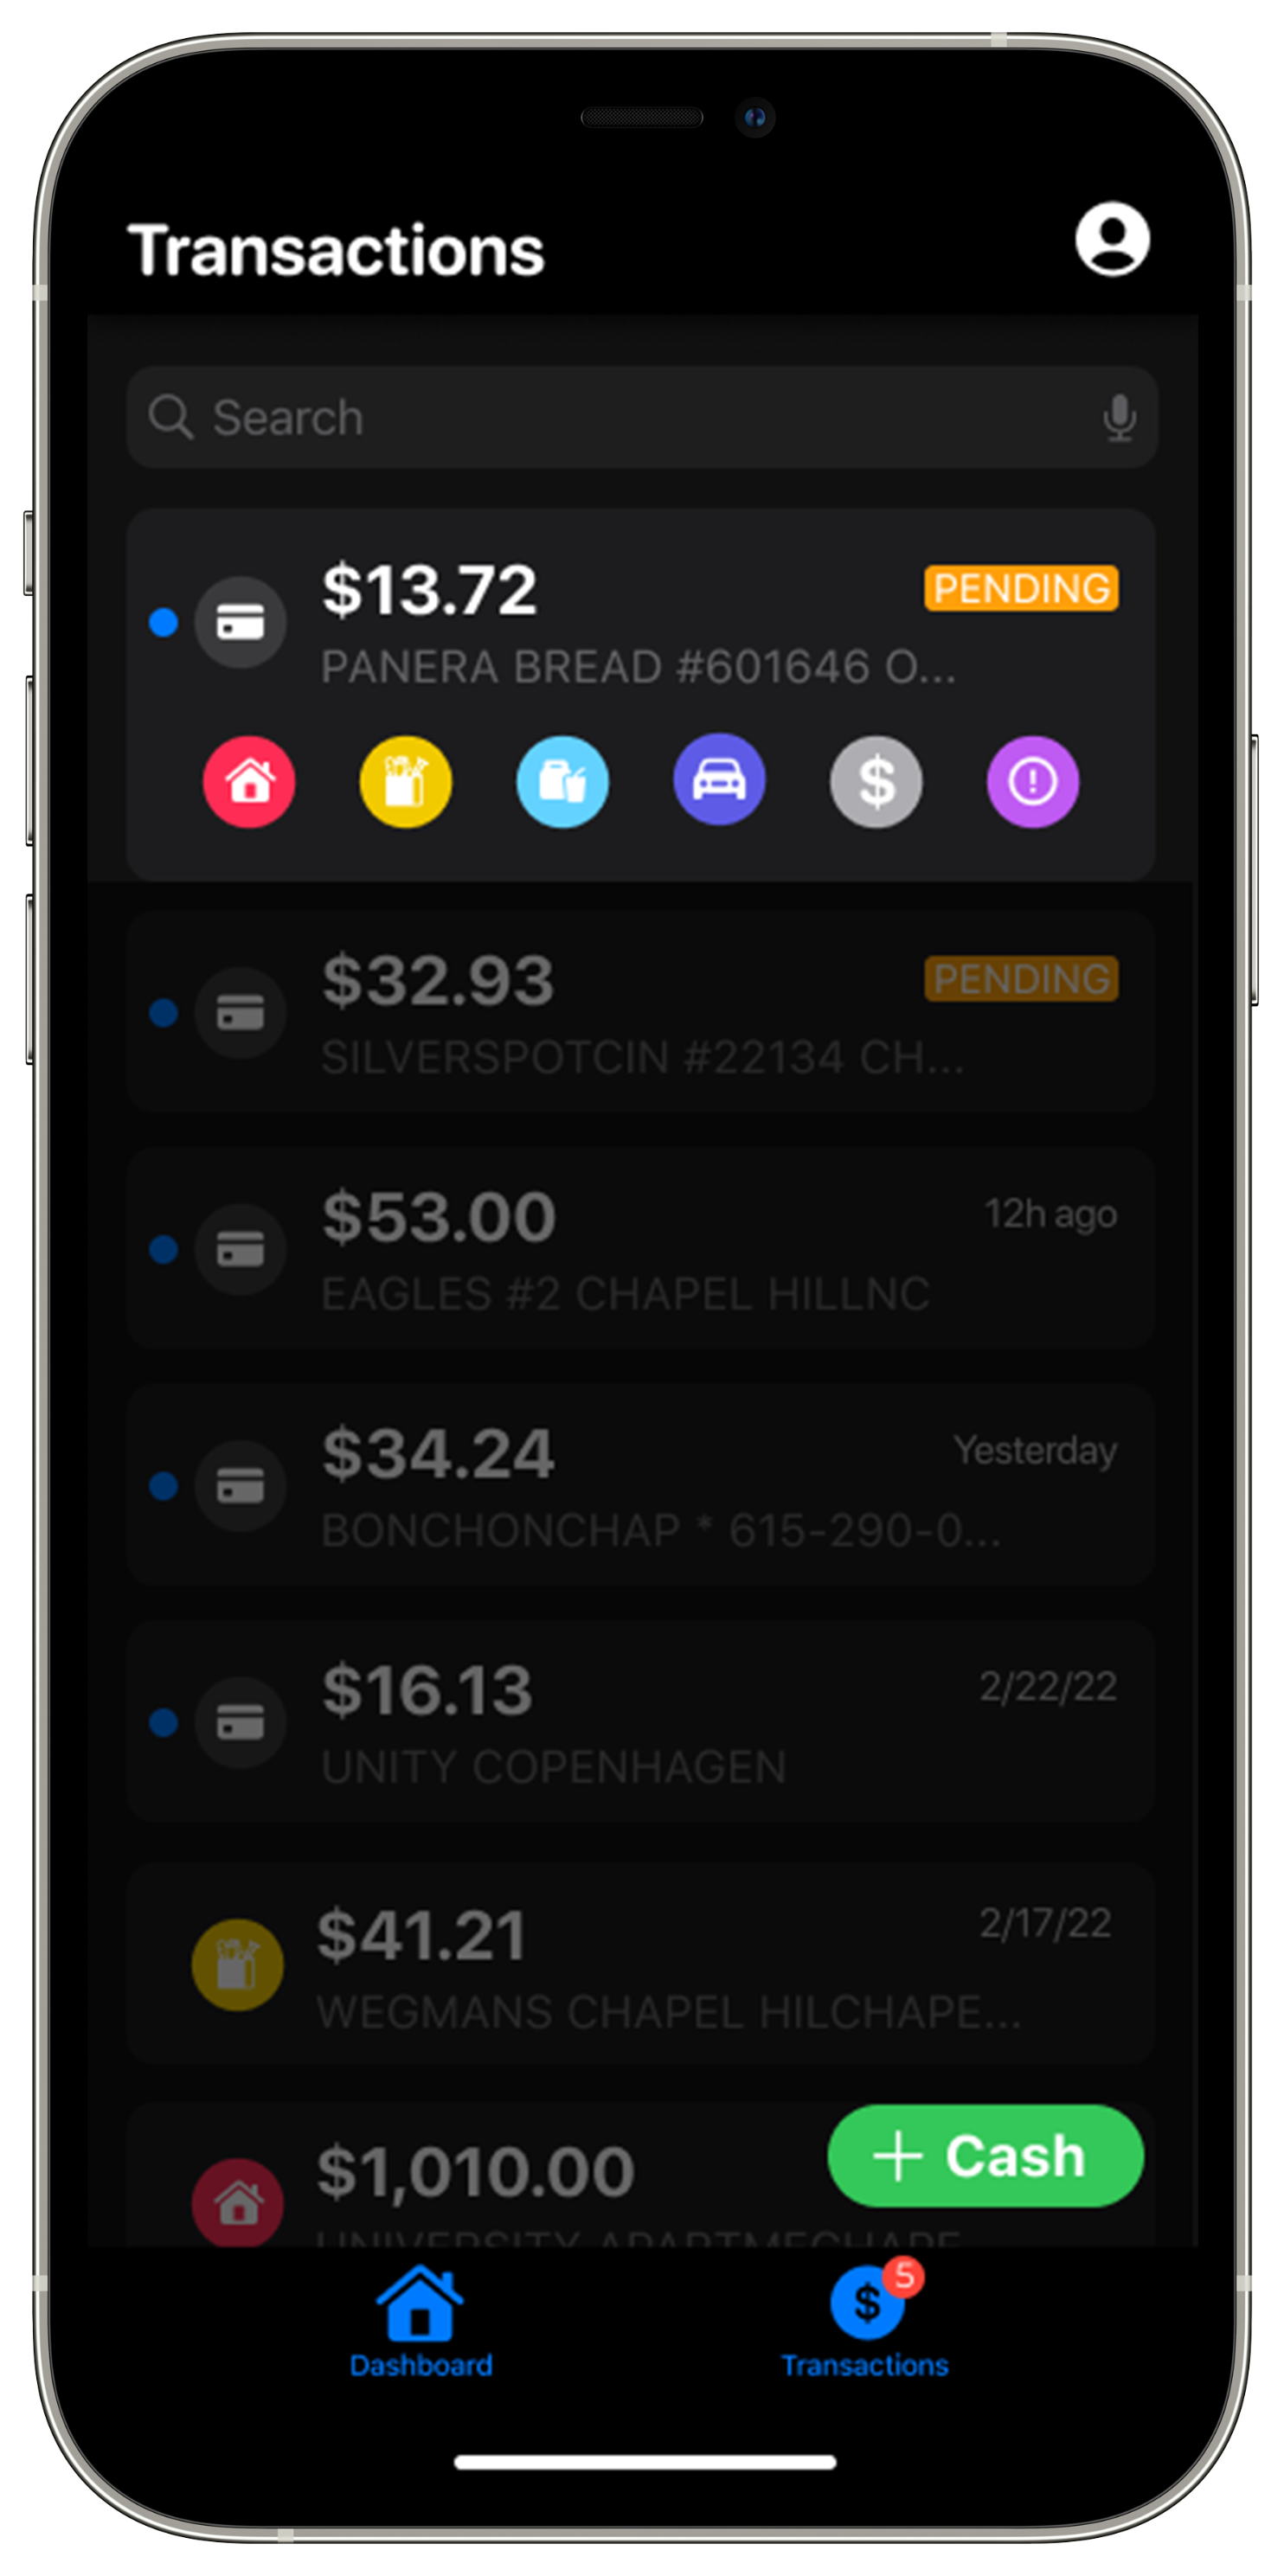 Transactions
Search
$13.72
PENDING
PANERA BREAD #601646 O...
$
$32.93
PENDING
SILVERSPOTCIN #22134 CH...
$53.00
12h ago
EAGLES #2 CHAPEL HILLNC
$34.24
Yesterday
BONCHONCHAP * 615-290-0...
$16.13
2/22/22
UNITY COPENHAGEN
$41.21
2/17/22
WEGMANS CHAPEL HILCHAPE...
$1,010.00
+ Cash
UNIVERSITY APARTMECHAPE
$ 5
Dashboard
Transactions